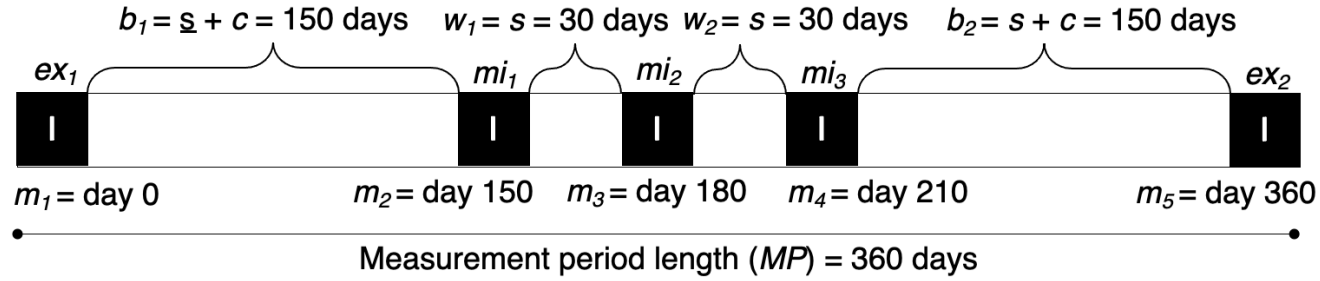 b₁ = s + c = 150 days w₁ = s = 30 days w₂ = s = 30 days b₂ = s + c = 150 days
ex₁ mi₁ mi₂ mi₃ ex₂
I I I I I
m₁ = day 0 m₂ = day 150 m₃ = day 180 m₄ = day 210 m₅ = day 360
Measurement period length (MP) = 360 days